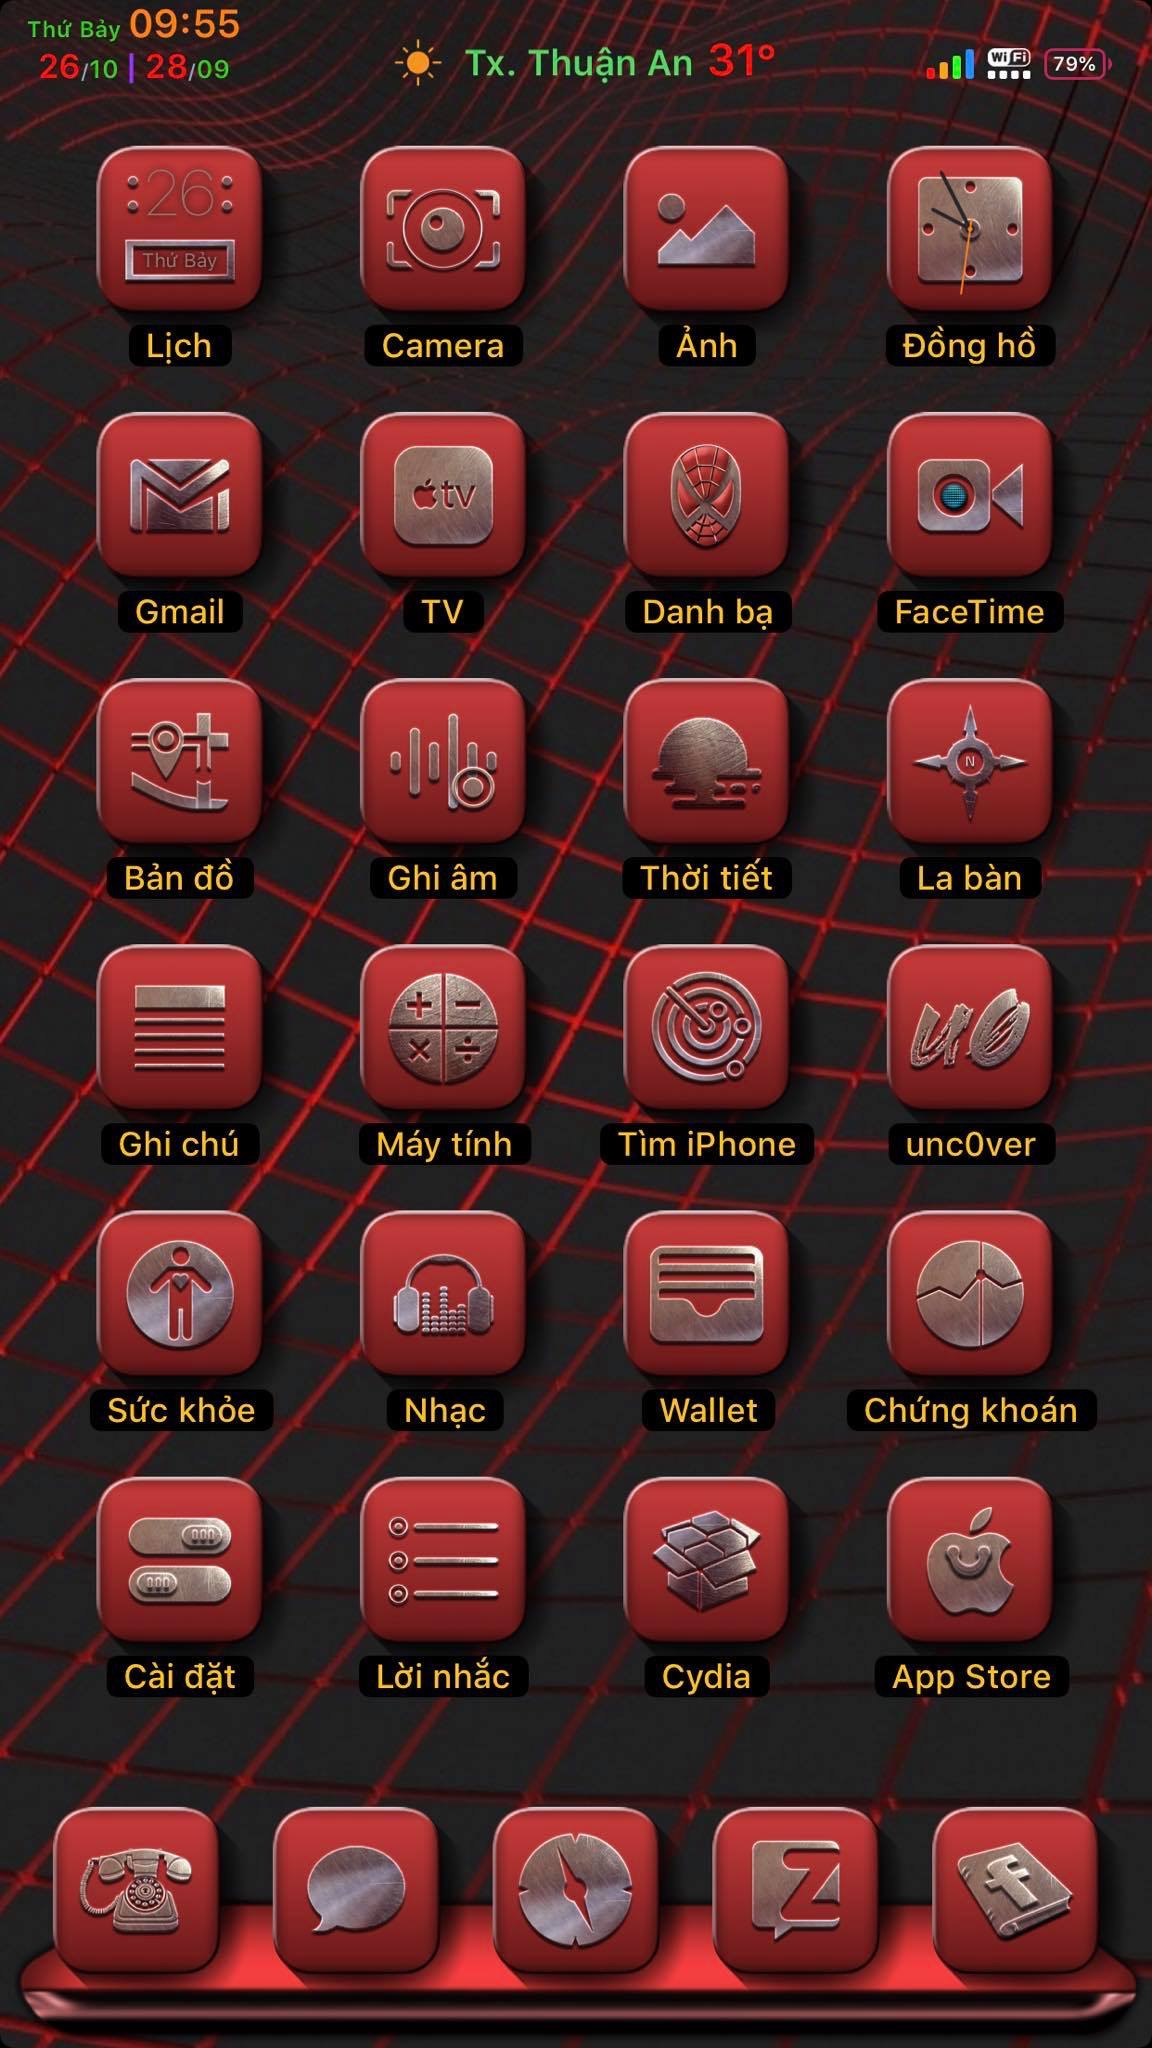 Thứ Bảy 09:55
26/10 | 28/09
Tx. Thuận An 31°
WiFi
79%
26
Thứ Bảy
Lịch
Camera
Ảnh
Đồng hồ
tv
Gmail
TV
Danh bạ
FaceTime
N
Bản đồ
Ghi âm
Thời tiết
La bàn
u0
Ghi chú
Máy tính
Tìm iPhone
unc0ver
Sức khỏe
Nhạc
Wallet
Chứng khoán
Cài đặt
Lời nhắc
Cydia
App Store
Z
f